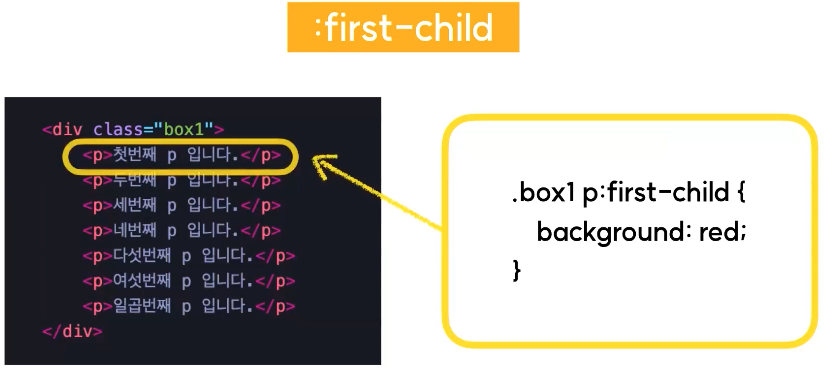 :first-child
<div class="box1">
<p>첫번째 p 입니다.</p>
<p>두번째 p 입니다.</p>
<p>세번째 p 입니다.</p>
<p>네번째 p 입니다.</p>
<p>다섯번째 p 입니다.</p>
<p>여섯번째 p 입니다.</p>
<p>일곱번째 p 입니다.</p>
</div>
.box1 p:first-child {
background: red;
}